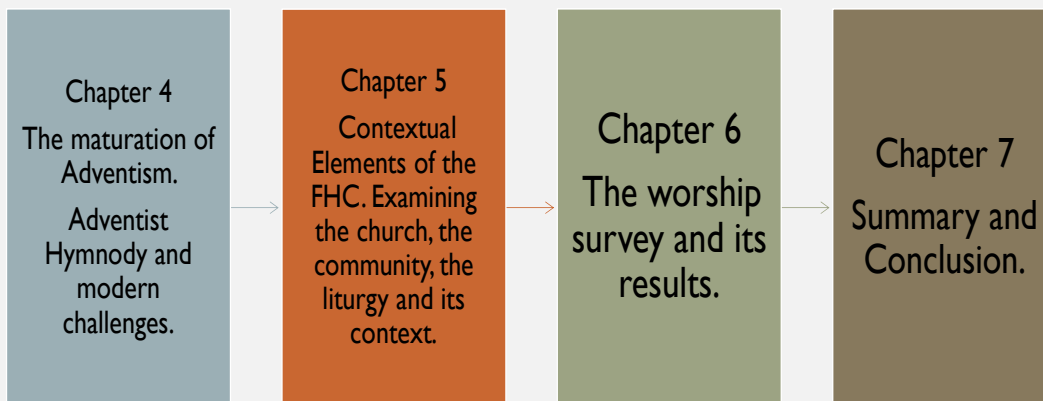 Chapter 4
The maturation of
Adventism.
Adventist
Hymnody and
modern
challenges.
Chapter 5
Contextual
Elements of the
FHC. Examining
the church, the
community, the
liturgy and its
context.
Chapter 6
The worship
survey and its
results.
Chapter 7
Summary and
Conclusion.